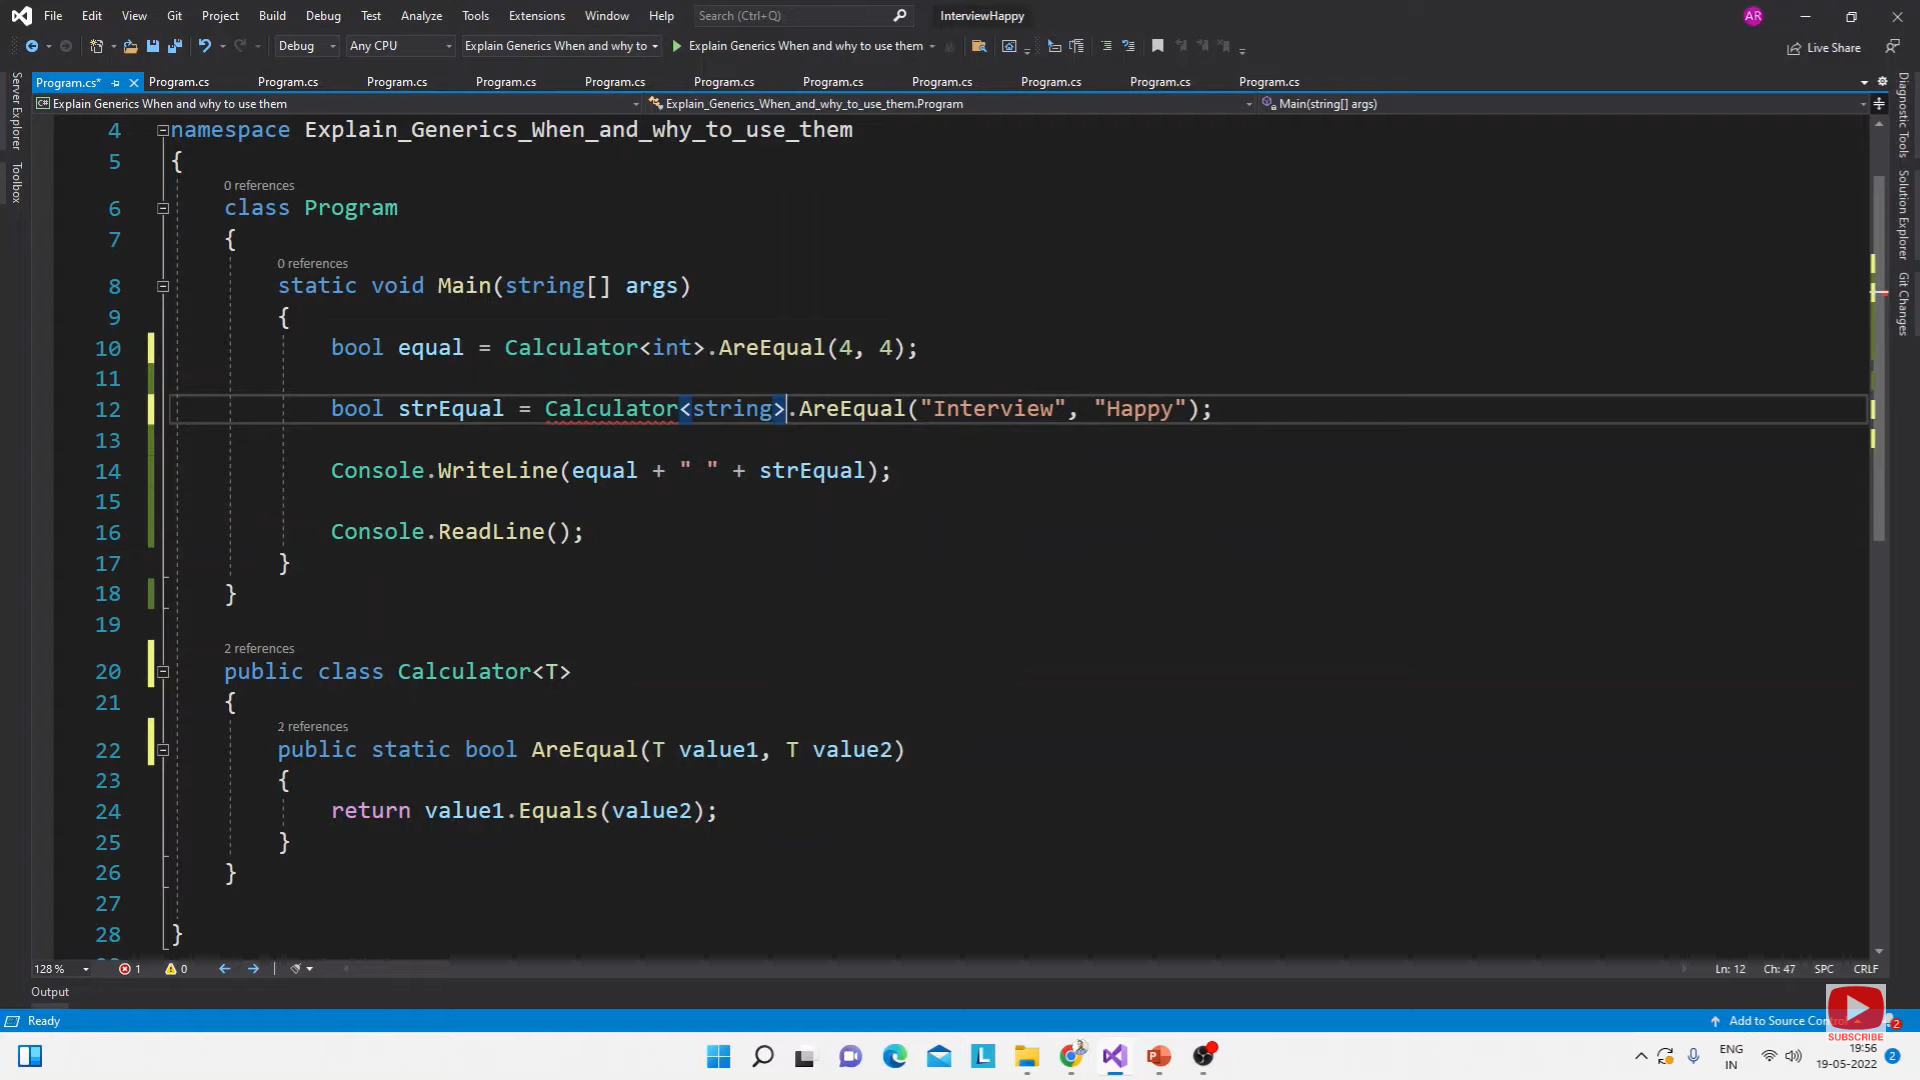 File Edit View Git Project Build Debug Test Analyze Tools Extensions Window Help Search (Ctrl+Q) InterviewHappy AR
Debug Any CPU Explain Generics When and why to Explain Generics When and why to use them Live Share
Program.cs* Program.cs Program.cs Program.cs Program.cs Program.cs Program.cs Program.cs Program.cs Program.cs Program.cs Program.cs
Explain Generics When and why to use them Explain_Generics_When_and_why_to_use_them.Program Main(string[] args)
Server Explorer
Toolbox
Diagnostic Tools
Solution Explorer
Git Changes
4 namespace Explain_Generics_When_and_why_to_use_them
5 {
0 references
6 class Program
7 {
0 references
8 static void Main(string[] args)
9 {
10 bool equal = Calculator<int>.AreEqual(4, 4);
11
12 bool strEqual = Calculator<string>.AreEqual("Interview", "Happy");
13
14 Console.WriteLine(equal + " " + strEqual);
15
16 Console.ReadLine();
17 }
18 }
19
2 references
20 public class Calculator<T>
21 {
2 references
22 public static bool AreEqual(T value1, T value2)
23 {
24 return value1.Equals(value2);
25 }
26 }
27
28 }
128 % 1 0 Ln: 12 Ch: 47 SPC CRLF
Output
Ready Add to Source 2
SUBSCRIBE
L ENG
IN
19:56
19-05-2022 2